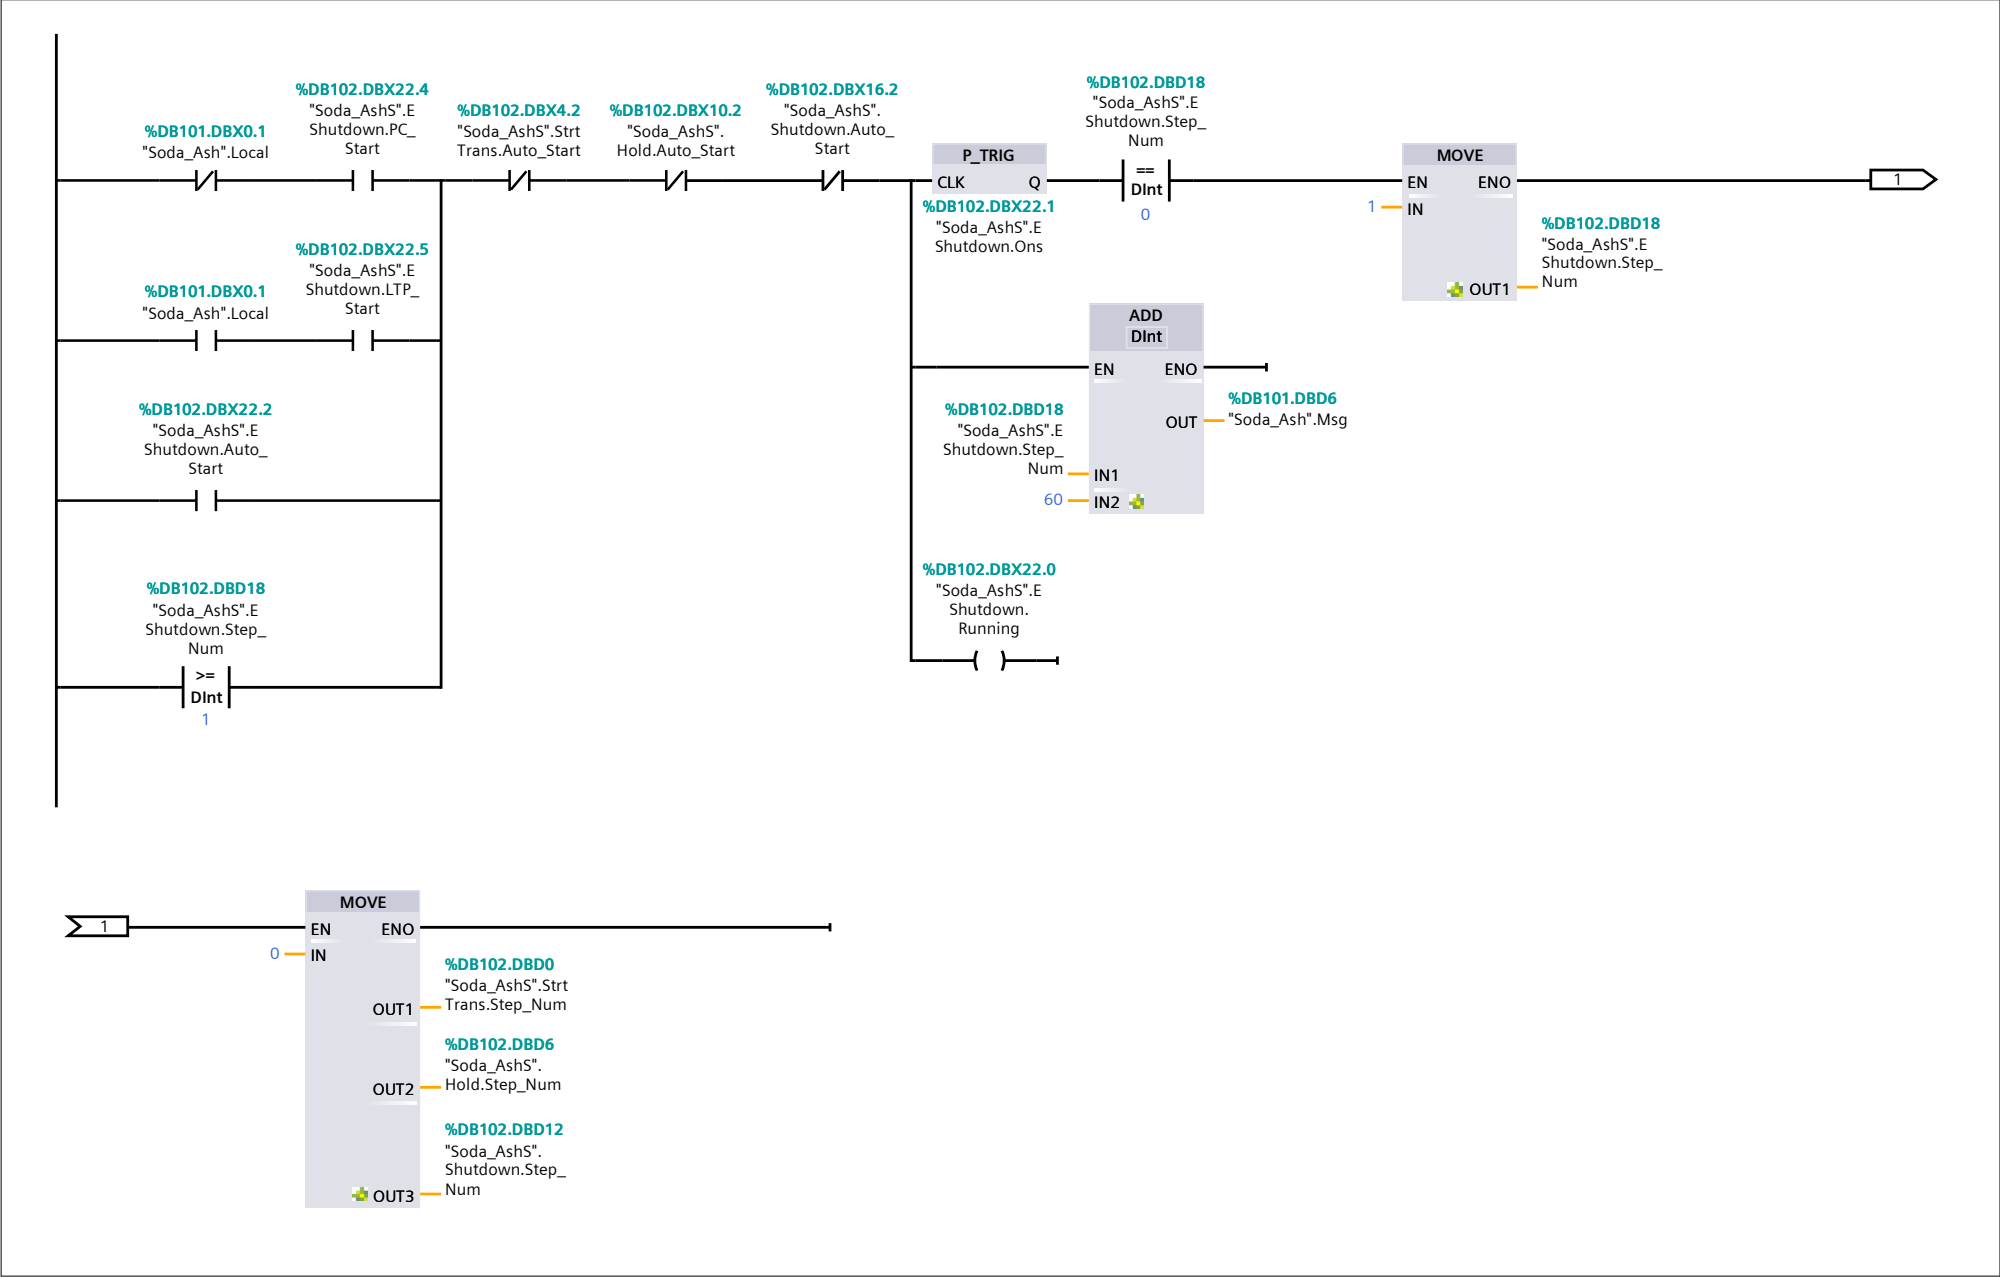 %DB101.DBX0.1
"Soda_Ash".Local
%DB102.DBX22.4
"Soda_AshS".E
Shutdown.PC_
Start
%DB102.DBX4.2
"Soda_AshS".Strt
Trans.Auto_Start
%DB102.DBX10.2
"Soda_AshS".
Hold.Auto_Start
%DB102.DBX16.2
"Soda_AshS".
Shutdown.Auto_
Start
P_TRIG
CLK Q
%DB102.DBX22.1
"Soda_AshS".E
Shutdown.Ons
%DB102.DBD18
"Soda_AshS".E
Shutdown.Step_
Num
==
DInt
0
MOVE
EN ENO
1 IN
OUT1
%DB102.DBD18
"Soda_AshS".E
Shutdown.Step_
Num
1
%DB101.DBX0.1
"Soda_Ash".Local
%DB102.DBX22.5
"Soda_AshS".E
Shutdown.LTP_
Start
ADD
DInt
EN ENO
OUT
%DB101.DBD6
"Soda_Ash".Msg
%DB102.DBD18
"Soda_AshS".E
Shutdown.Step_
Num
IN1
60 IN2
%DB102.DBX22.2
"Soda_AshS".E
Shutdown.Auto_
Start
%DB102.DBX22.0
"Soda_AshS".E
Shutdown.
Running
%DB102.DBD18
"Soda_AshS".E
Shutdown.Step_
Num
>=
DInt
1
1
MOVE
EN ENO
0 IN
OUT1
%DB102.DBD0
"Soda_AshS".Strt
Trans.Step_Num
OUT2
%DB102.DBD6
"Soda_AshS".
Hold.Step_Num
OUT3
%DB102.DBD12
"Soda_AshS".
Shutdown.Step_
Num